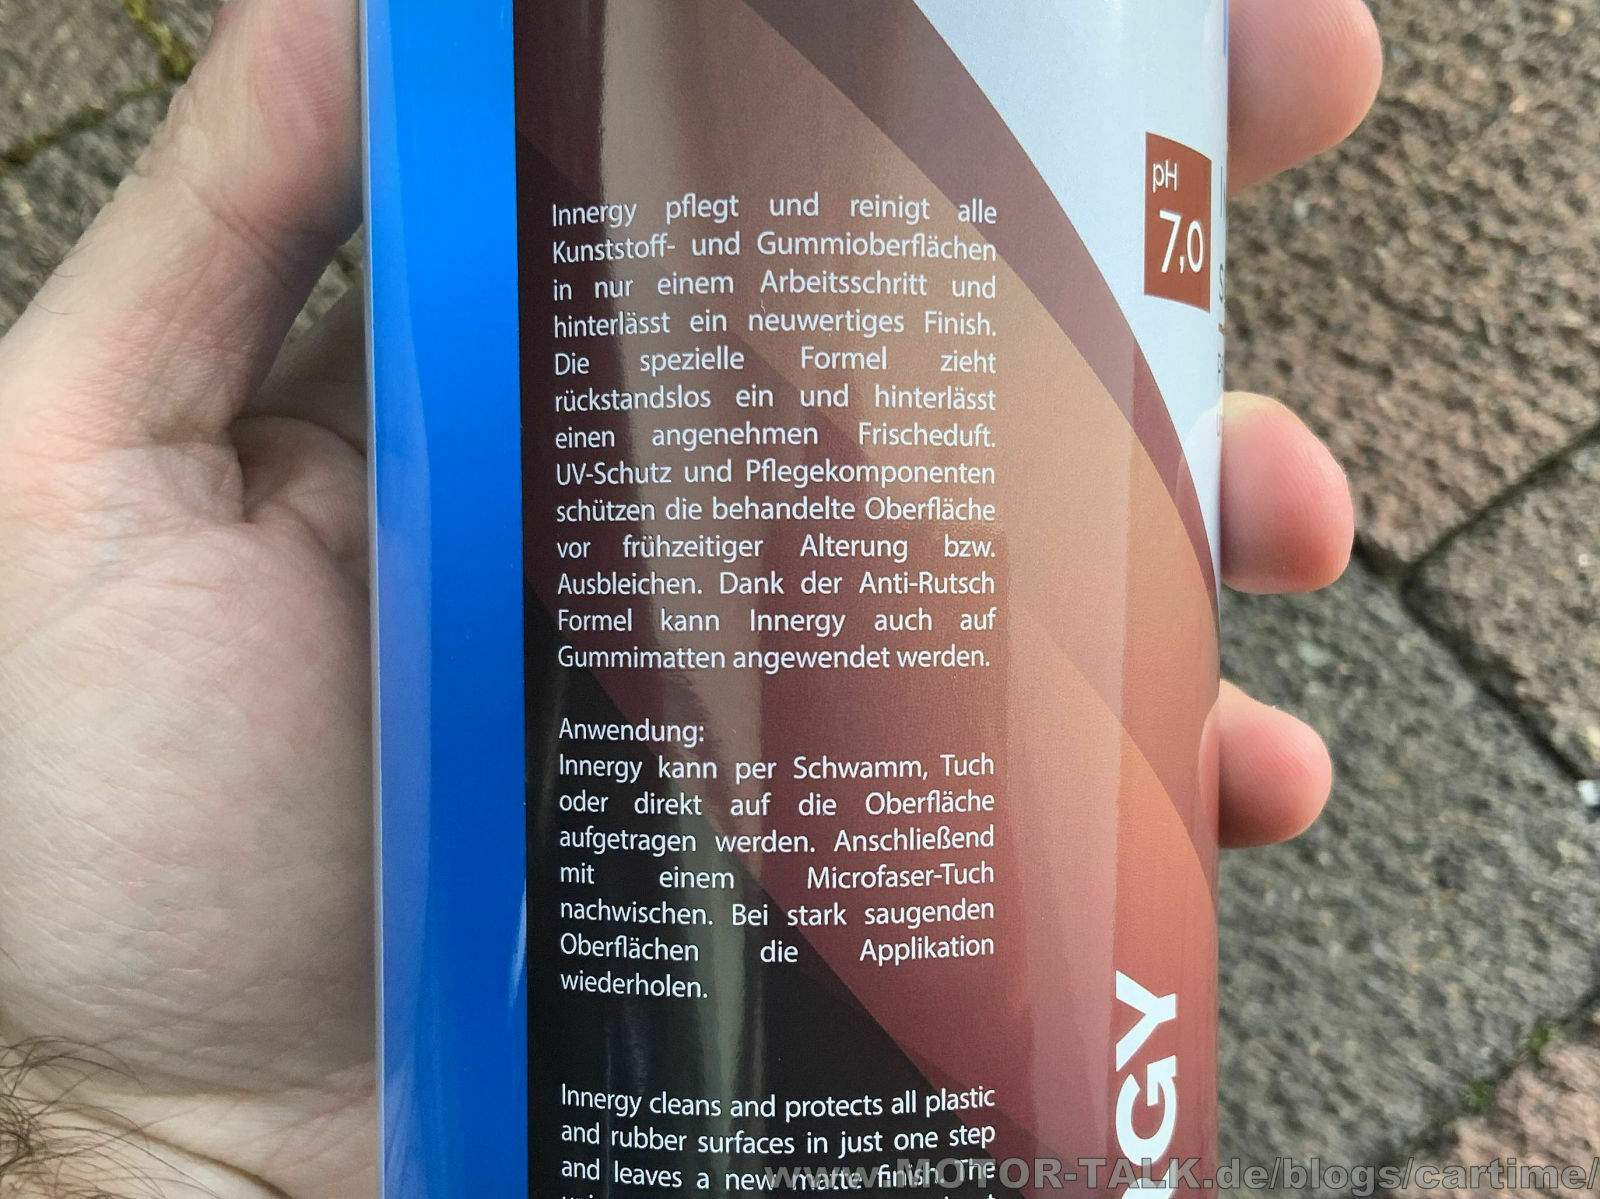 Innergy pflegt und reinigt alle
Kunststoff- und Gummioberflächen
in nur einem Arbeitsschritt und
hinterlässt ein neuwertiges Finish.
Die spezielle Formel zieht
rückstandslos ein und hinterlässt
einen angenehmen Frischeduft.
UV-Schutz und Pflegekomponenten
schützen die behandelte Oberfläche
vor frühzeitiger Alterung bzw.
Ausbleichen. Dank der Anti-Rutsch
Formel kann Innergy auch auf
Gummimatten angewendet werden.
Anwendung:
Innergy kann per Schwamm, Tuch
oder direkt auf die Oberfläche
aufgetragen werden. Anschließend
mit einem Microfaser-Tuch
nachwischen. Bei stark saugenden
Oberflächen die Applikation
wiederholen.
Innergy cleans and protects all plastic
and rubber surfaces in just one step
and leaves a new matte finish. The
pH
7,0
RGY
www.MOTOR-TALK.de/blogs/cartime/